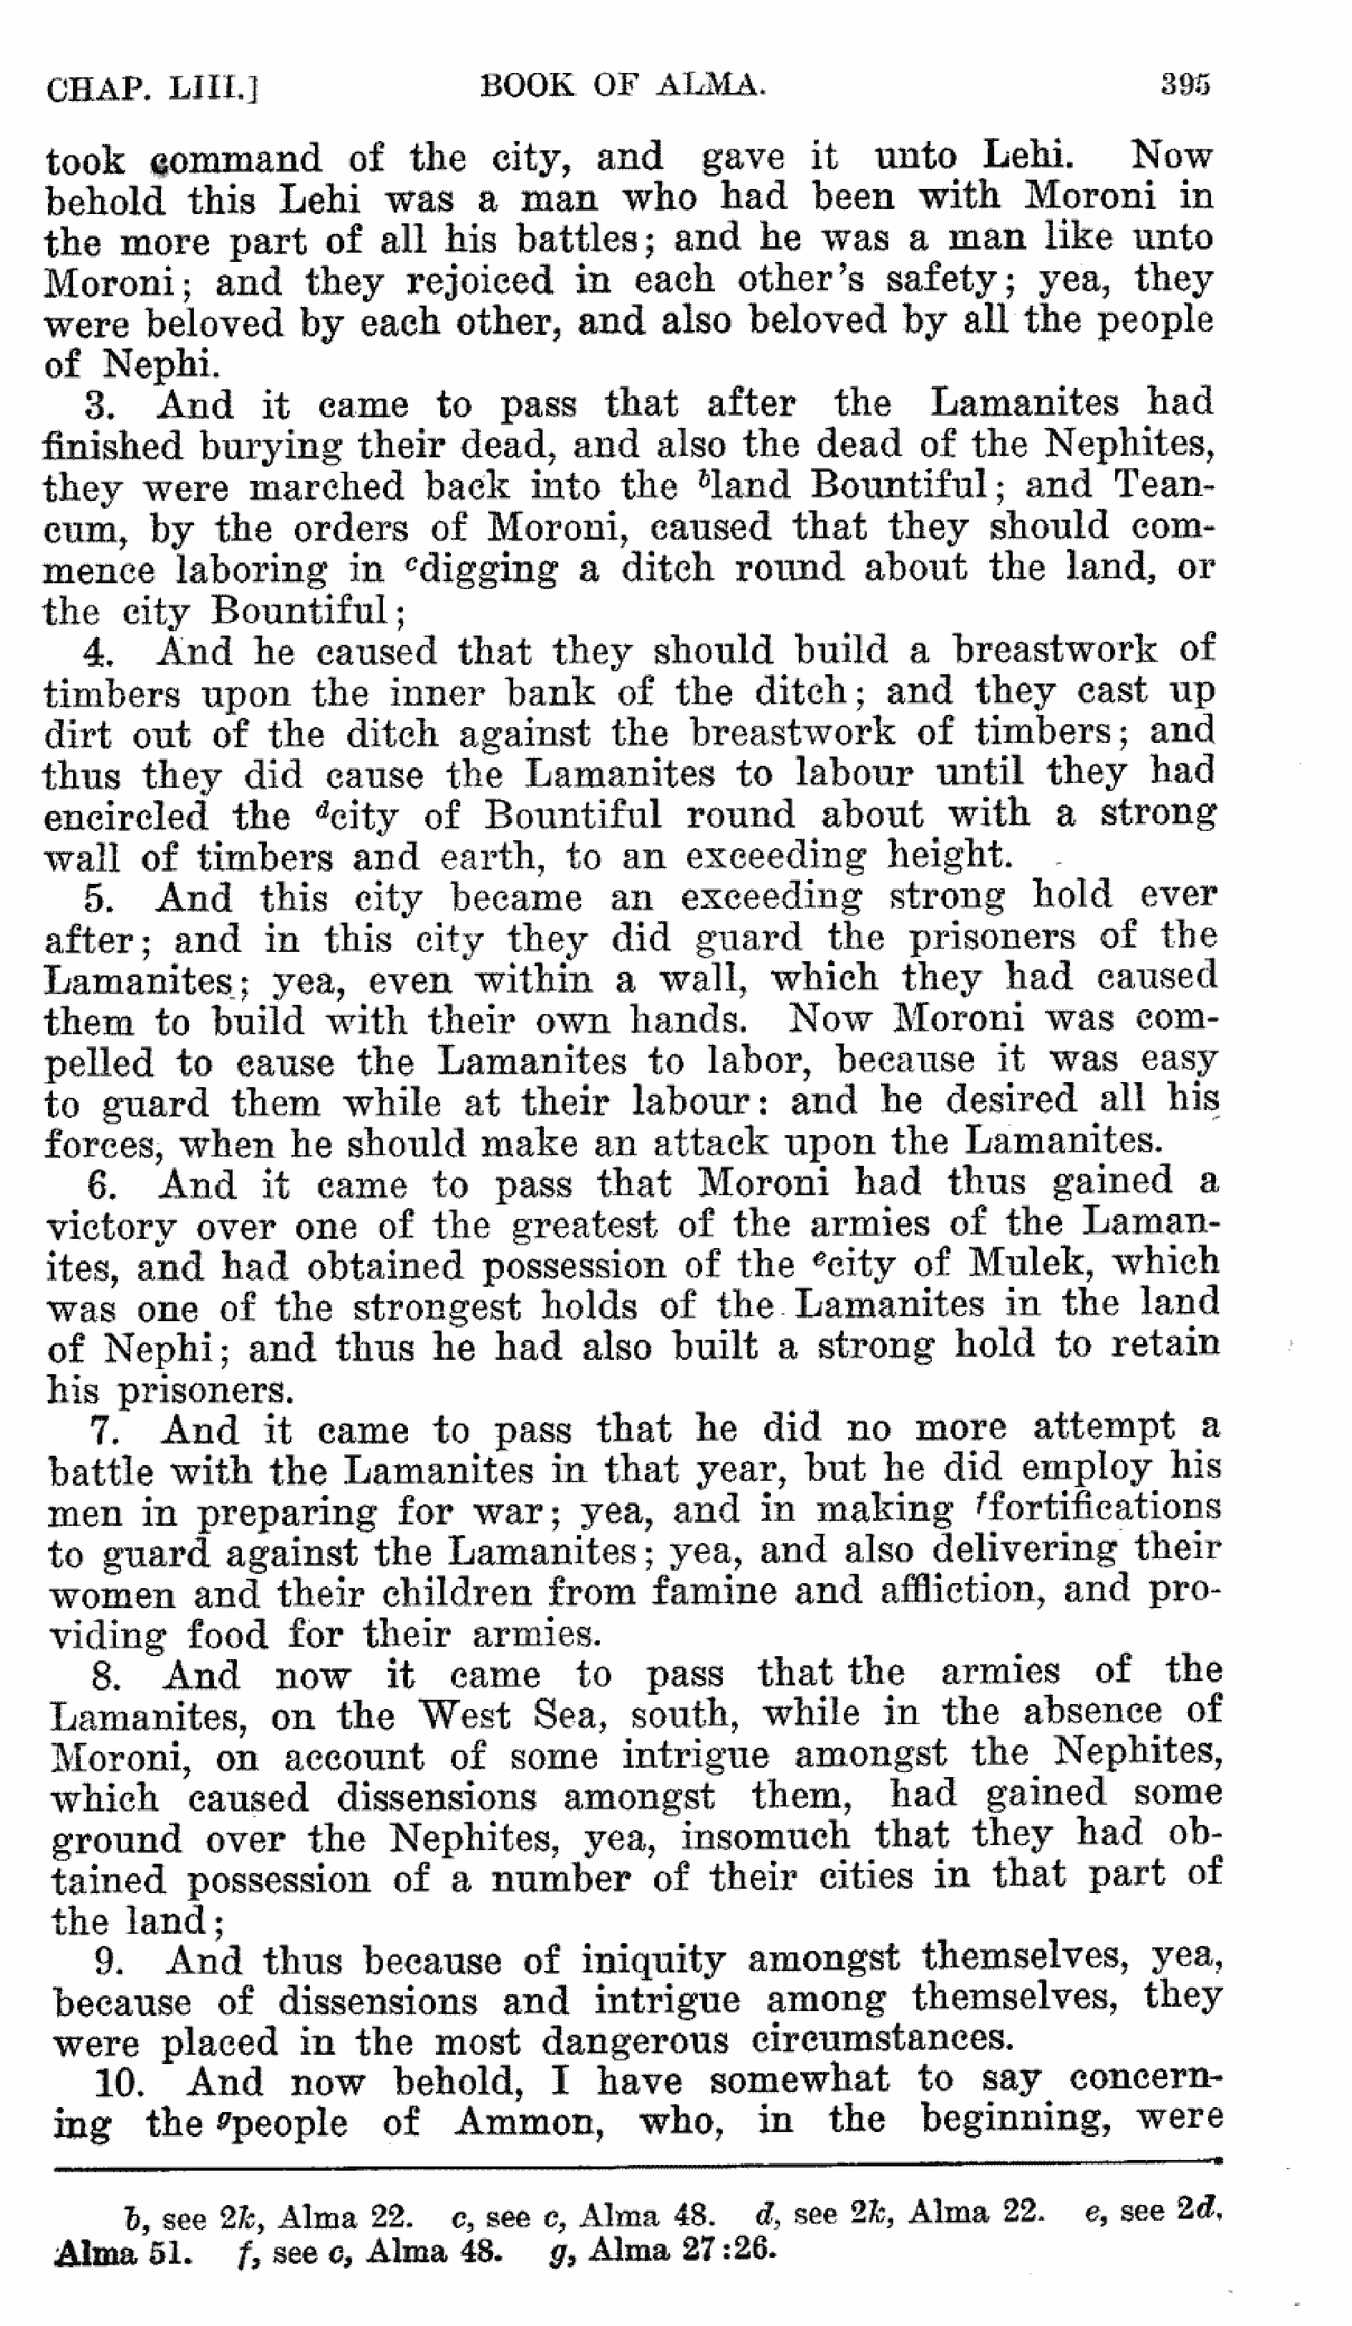 CHAP. LIII.] BOOK OF ALMA. 395
took command of the city, and gave it unto Lehi. Now
behold this Lehi was a man who had been with Moroni in
the more part of all his battles; and he was a man like unto
Moroni; and they rejoiced in each other's safety; yea, they
were beloved by each other, and also beloved by all the people
of Nephi.
3. And it came to pass that after the Lamanites had
finished burying their dead, and also the dead of the Nephites,
they were marched back into the bland Bountiful; and Tean-
cum, by the orders of Moroni, caused that they should com-
mence laboring in cdigging a ditch round about the land, or
the city Bountiful;
4. And he caused that they should build a breastwork of
timbers upon the inner bank of the ditch; and they cast up
dirt out of the ditch against the breastwork of timbers; and
thus they did cause the Lamanites to labour until they had
encircled the dcity of Bountiful round about with a strong
wall of timbers and earth, to an exceeding height.
5. And this city became an exceeding strong hold ever
after; and in this city they did guard the prisoners of the
Lamanites; yea, even within a wall, which they had caused
them to build with their own hands. Now Moroni was com-
pelled to cause the Lamanites to labor, because it was easy
to guard them while at their labour: and he desired all his
forces, when he should make an attack upon the Lamanites.
6. And it came to pass that Moroni had thus gained a
victory over one of the greatest of the armies of the Laman-
ites, and had obtained possession of the ecity of Mulek, which
was one of the strongest holds of the Lamanites in the land
of Nephi; and thus he had also built a strong hold to retain
his prisoners.
7. And it came to pass that he did no more attempt a
battle with the Lamanites in that year, but he did employ his
men in preparing for war; yea, and in making ffortifications
to guard against the Lamanites; yea, and also delivering their
women and their children from famine and affliction, and pro-
viding food for their armies.
8. And now it came to pass that the armies of the
Lamanites, on the West Sea, south, while in the absence of
Moroni, on account of some intrigue amongst the Nephites,
which caused dissensions amongst them, had gained some
ground over the Nephites, yea, insomuch that they had ob-
tained possession of a number of their cities in that part of
the land;
9. And thus because of iniquity amongst themselves, yea,
because of dissensions and intrigue among themselves, they
were placed in the most dangerous circumstances.
10. And now behold, I have somewhat to say concern-
ing the gpeople of Ammon, who, in the beginning, were
b, see 2k, Alma 22. c, see c, Alma 48. d, see 2k, Alma 22. e, see 2d,
Alma 51. f, see c, Alma 48. g, Alma 27:26.